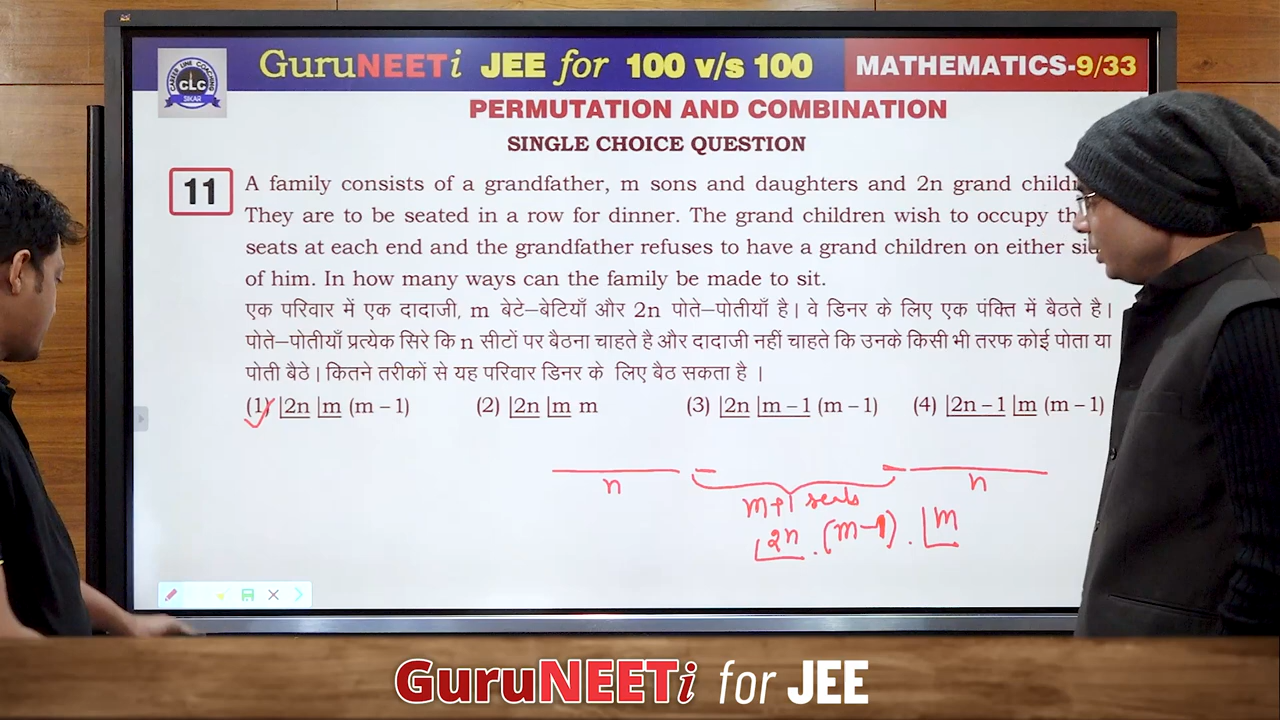 GuruNEETi JEE for 100 v/s 100
MATHEMATICS-9/33
CAREER LINE COACHING
CLC
SIKAR
PERMUTATION AND COMBINATION
SINGLE CHOICE QUESTION
11
A family consists of a grandfather, m sons and daughters and 2n grand
They are to be seated in a row for dinner. The grand children wish to occupy
seats at each end and the grandfather refuses to have a grand children on either
of him. In how many ways can the family be made to sit.
एक परिवार में एक दादाजी, m बेटे–बेटियाँ और 2n पोते–पोतीयाँ है। वे डिनर के लिए एक पंक्ति में बैठते है।
पोते–पोतीयाँ प्रत्येक सिरे कि n सीटों पर बैठना चाहते है और दादाजी नहीं चाहते कि उनके किसी भी तरफ कोई पोता या
पोती बैठे। कितने तरीकों से यह परिवार डिनर के लिए बैठ सकता है ।
(1) |2n |m (m – 1) (2) |2n |m m (3) |2n |m – 1 (m – 1) (4) |2n – 1 |m (m – 1)
n n
m+1 seats
|2n . (m-1) . |m
GuruNEETi for JEE